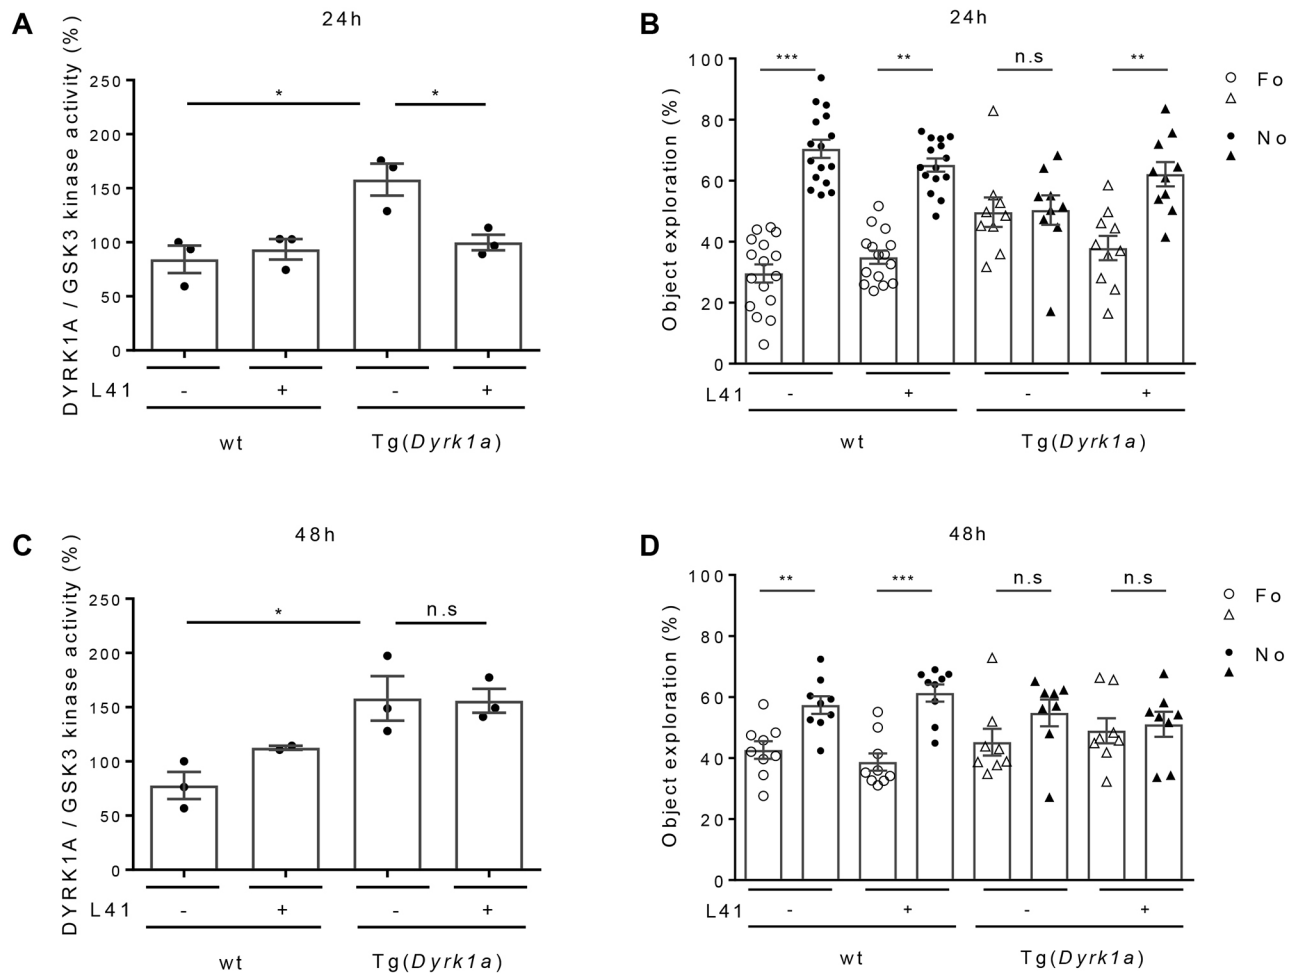 A
24h
DYRK1A / GSK3 kinase activity (%)
250
200
150
100
50
0
*
*
L41
-
+
-
+
wt
Tg(Dyrk1a)
B
24h
Object exploration (%)
100
80
60
40
20
0
***
**
n.s
**
Fo
No
L41
-
+
-
+
wt
Tg(Dyrk1a)
C
48h
DYRK1A / GSK3 kinase activity (%)
250
200
150
100
50
0
*
n.s
L41
-
+
-
+
wt
Tg(Dyrk1a)
D
48h
Object exploration (%)
100
80
60
40
20
0
**
***
n.s
n.s
Fo
No
L41
-
+
-
+
wt
Tg(Dyrk1a)